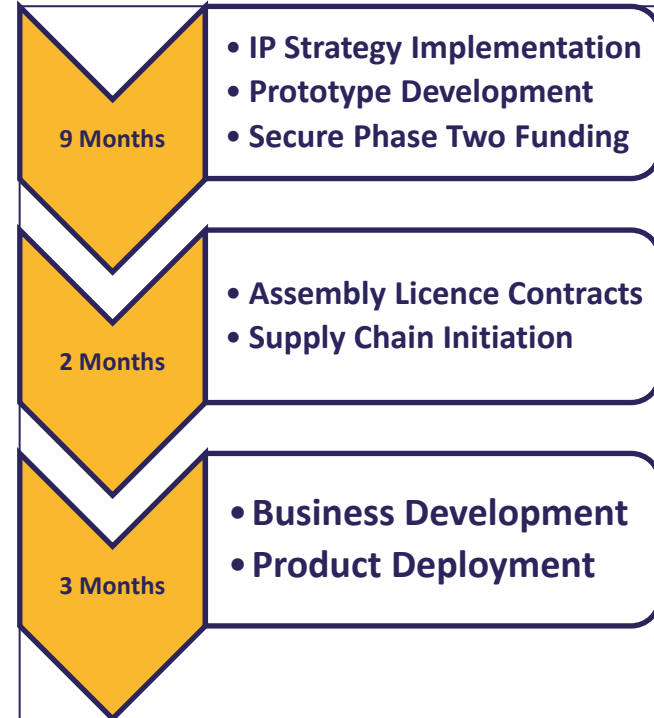 9 Months
• IP Strategy Implementation
• Prototype Development
• Secure Phase Two Funding
2 Months
• Assembly Licence Contracts
• Supply Chain Initiation
3 Months
• Business Development
• Product Deployment